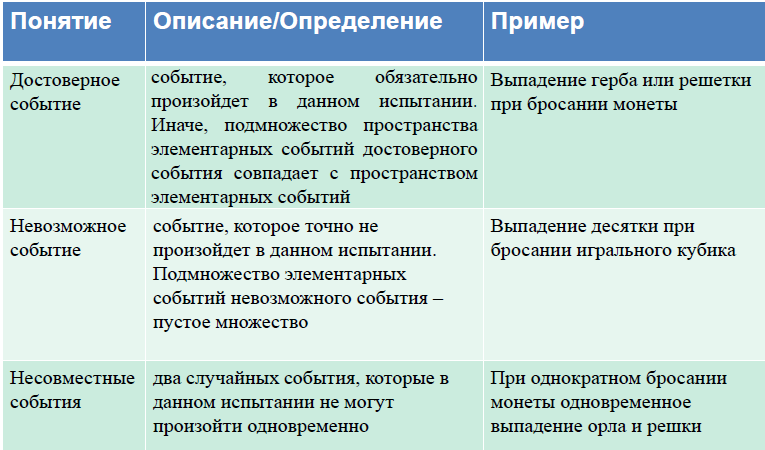 Понятие
Описание/Определение
Пример
Достоверное
событие
событие, которое обязательно
произойдет в данном испытании.
Иначе, подмножество пространства
элементарных событий достоверного
события совпадает с пространством
элементарных событий
Выпадение герба или решетки
при бросании монеты
Невозможное
событие
событие, которое точно не
произойдет в данном испытании.
Подмножество элементарных
событий невозможного события –
пустое множество
Выпадение десятки при
бросании игрального кубика
Несовместные
события
два случайных события, которые в
данном испытании не могут
произойти одновременно
При однократном бросании
монеты одновременное
выпадение орла и решки